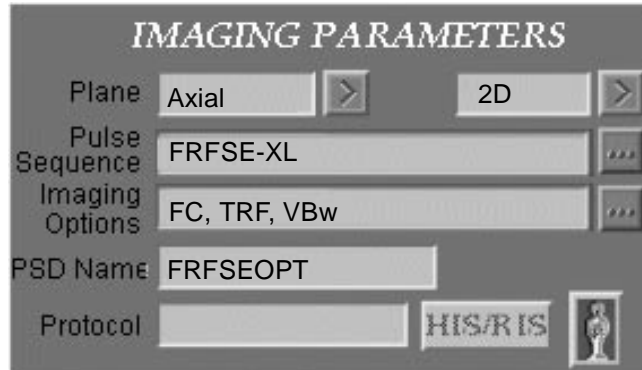 IMAGING PARAMETERS
Plane Axial > 2D >
Pulse Sequence FRFSE-XL ...
Imaging Options FC, TRF, VBw ...
PSD Name: FRFSEOPT
Protocol HIS/RIS